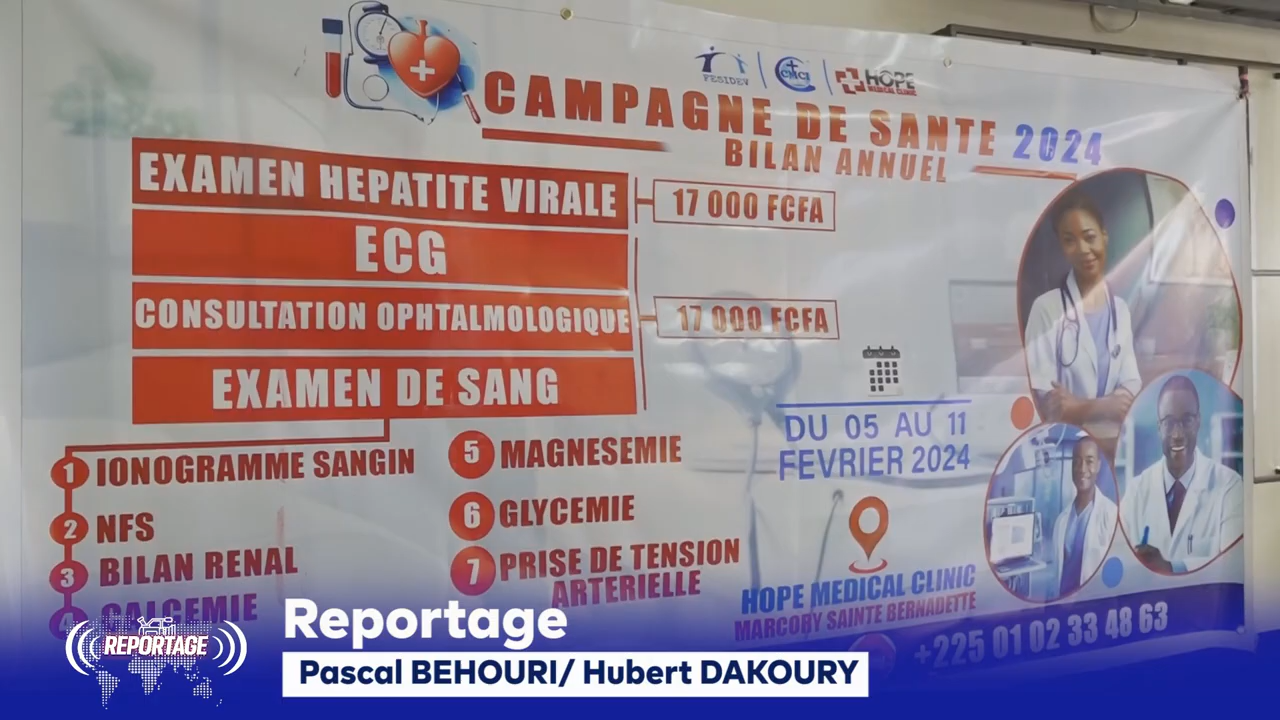 FESIDEV
CMCI
HOPE
MEDICAL CLINIC
CAMPAGNE DE SANTE 2024
BILAN ANNUEL
EXAMEN HEPATITE VIRALE
17 000 FCFA
ECG
CONSULTATION OPHTALMOLOGIQUE
17 000 FCFA
EXAMEN DE SANG
1 IONOGRAMME SANGIN
2 NFS
3 BILAN RENAL
4 CALCEMIE
5 MAGNESEMIE
6 GLYCEMIE
7 PRISE DE TENSION
ARTERIELLE
DU 05 AU 11
FEVRIER 2024
HOPE MEDICAL CLINIC
MARCORY SAINTE BERNADETTE
+225 01 02 33 48 63
REPORTAGE
Reportage
Pascal BEHOURI/ Hubert DAKOURY